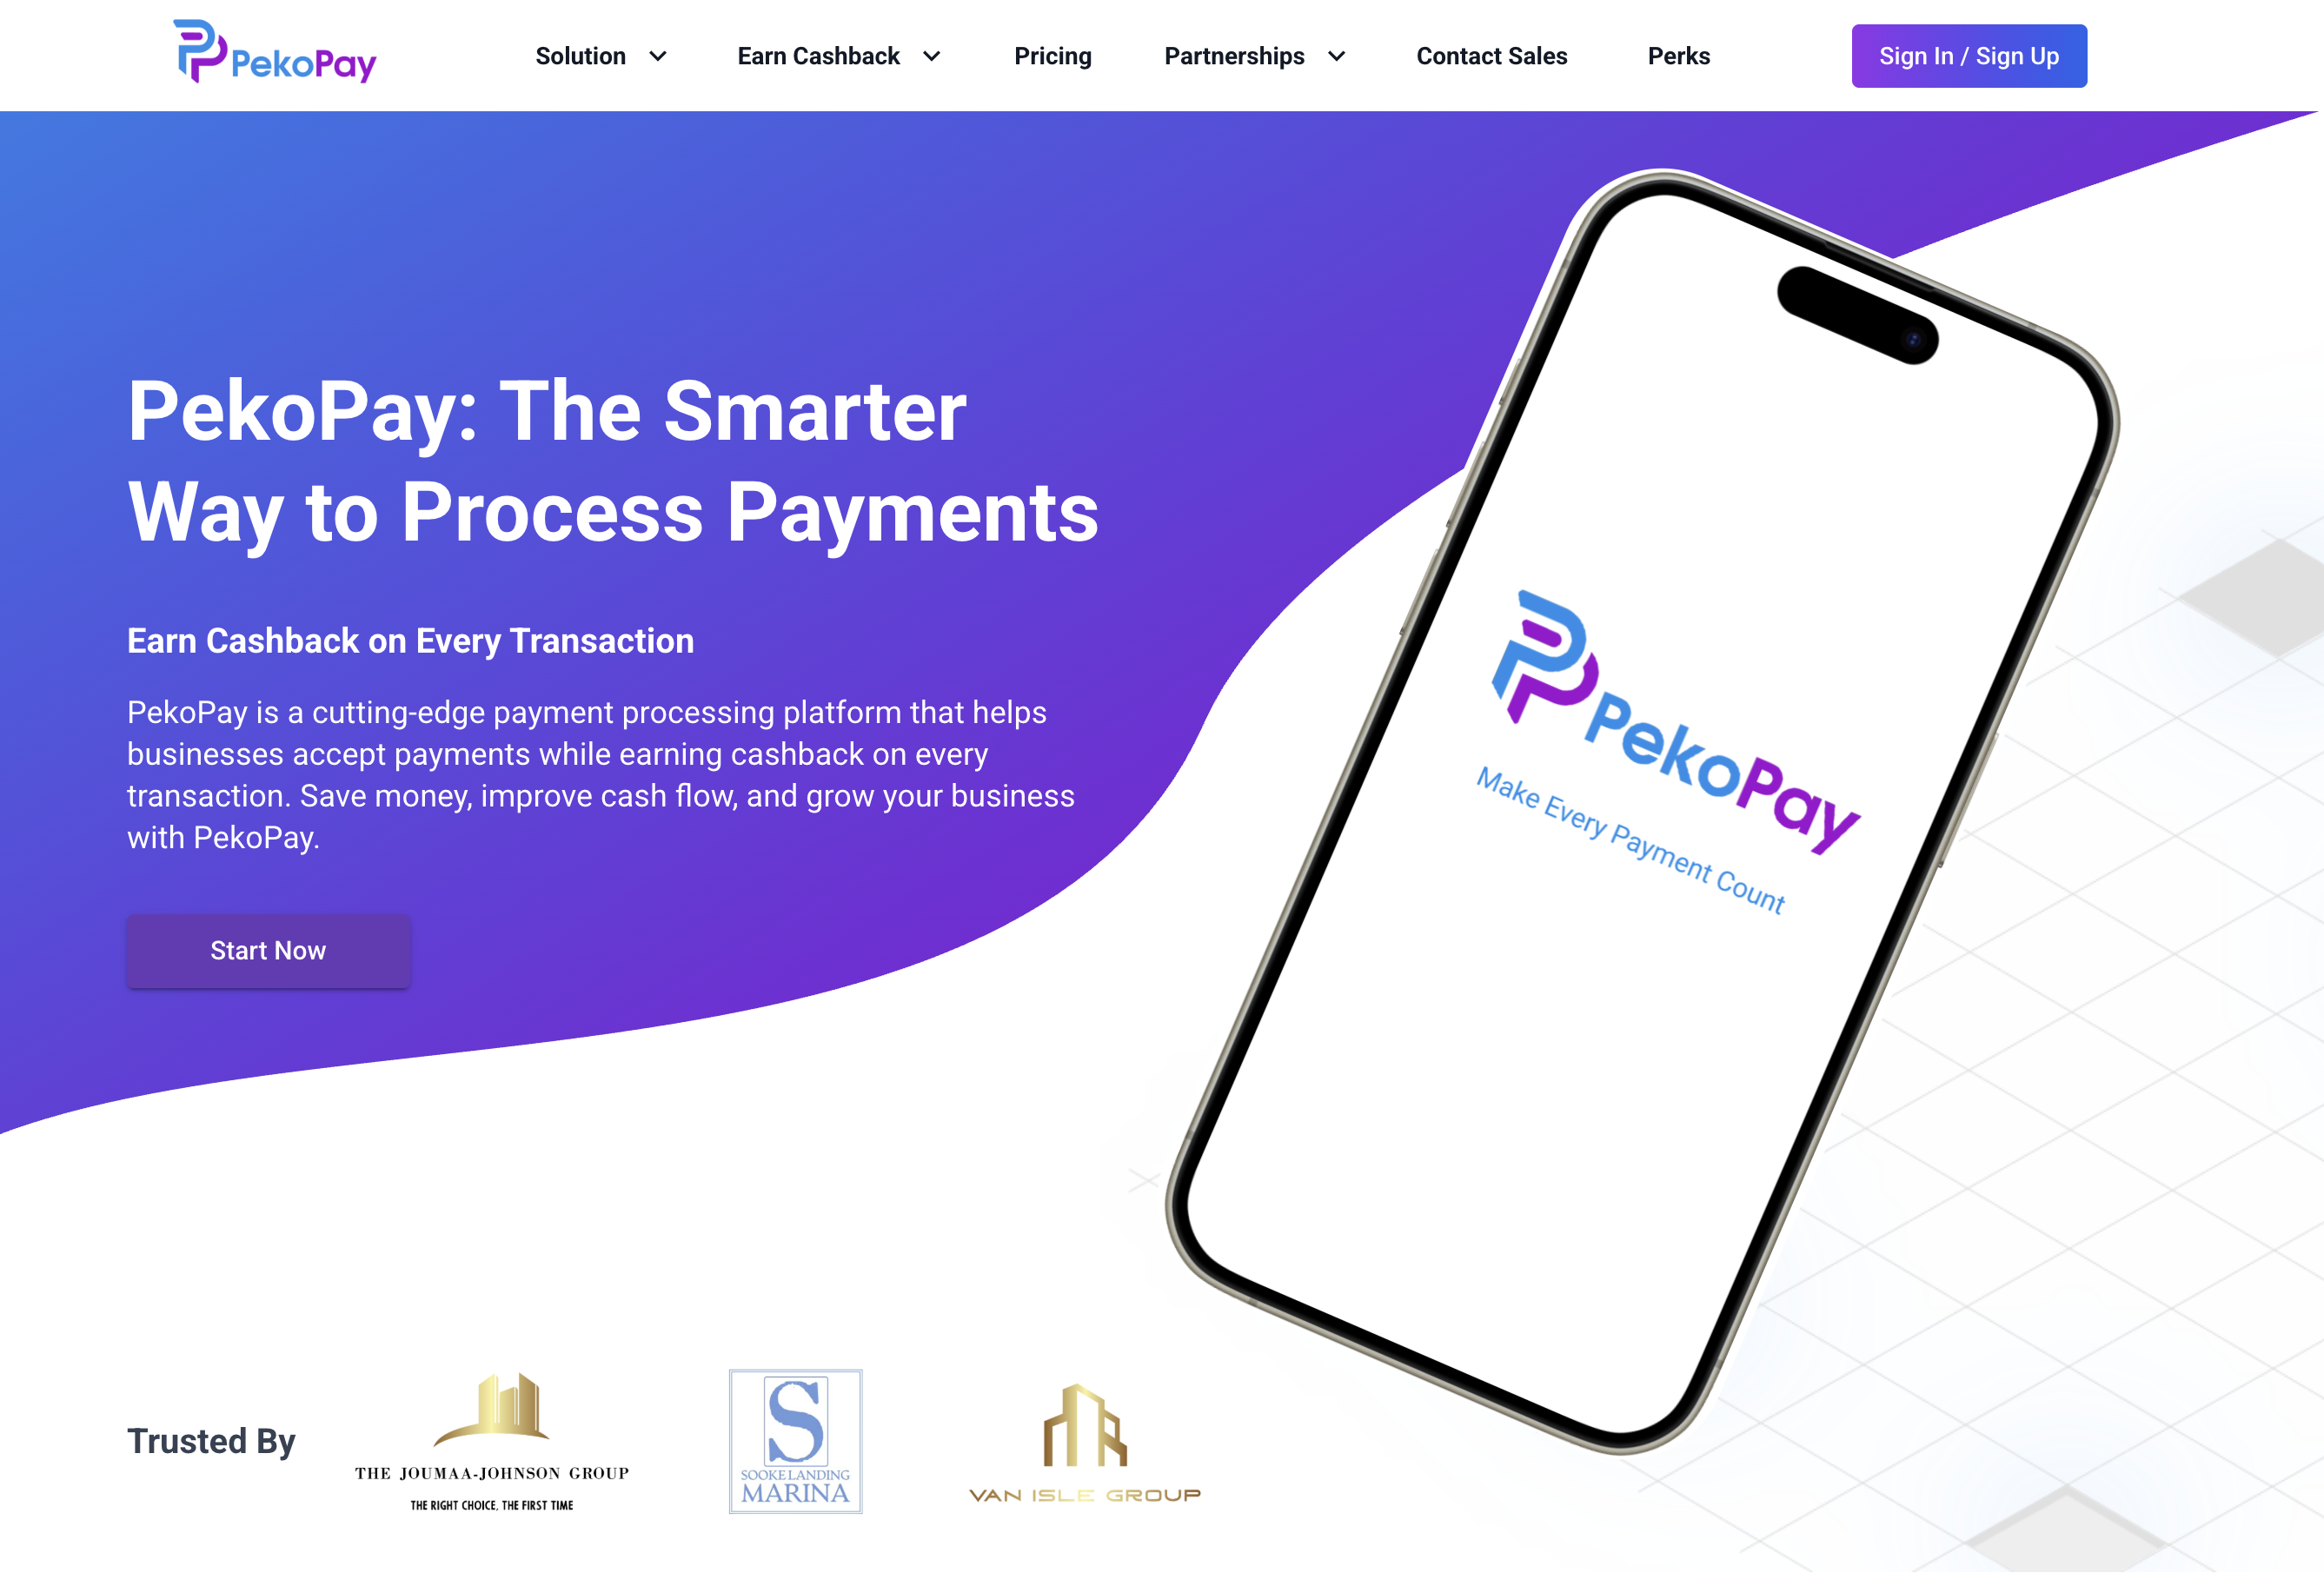 PekoPay
Solution
Earn Cashback
Pricing
Partnerships
Contact Sales
Perks
Sign In / Sign Up
PekoPay: The Smarter
Way to Process Payments
Earn Cashback on Every Transaction
PekoPay is a cutting-edge payment processing platform that helps
businesses accept payments while earning cashback on every
transaction. Save money, improve cash flow, and grow your business
with PekoPay.
Start Now
PekoPay
Make Every Payment Count
Trusted By
THE JOUMAA-JOHNSON GROUP
THE RIGHT CHOICE, THE FIRST TIME
S
SOOKE LANDING
MARINA
VAN ISLE GROUP